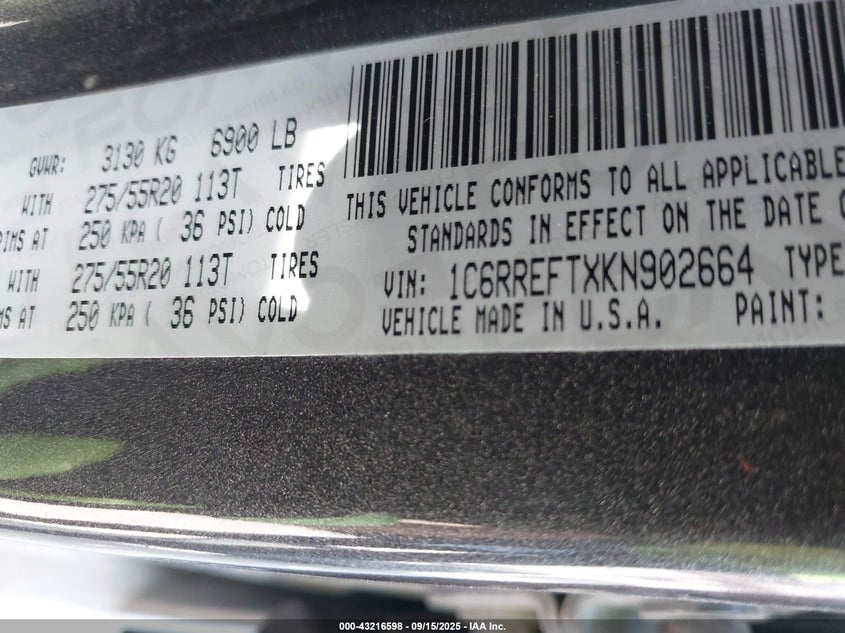 GVWR: 3130 KG 6900 LB
WITH 275/55R20 113T TIRES
RIMS AT 250 KPA ( 36 PSI) COLD
WITH 275/55R20 113T TIRES
MS AT 250 KPA ( 36 PSI) COLD
THIS VEHICLE CONFORMS TO ALL APPLICABLE
STANDARDS IN EFFECT ON THE DATE O
VIN: 1C6RREFTXKN902664 TYPE
VEHICLE MADE IN U.S.A. PAINT:
000-43216598 - 09/15/2025 - IAA Inc.